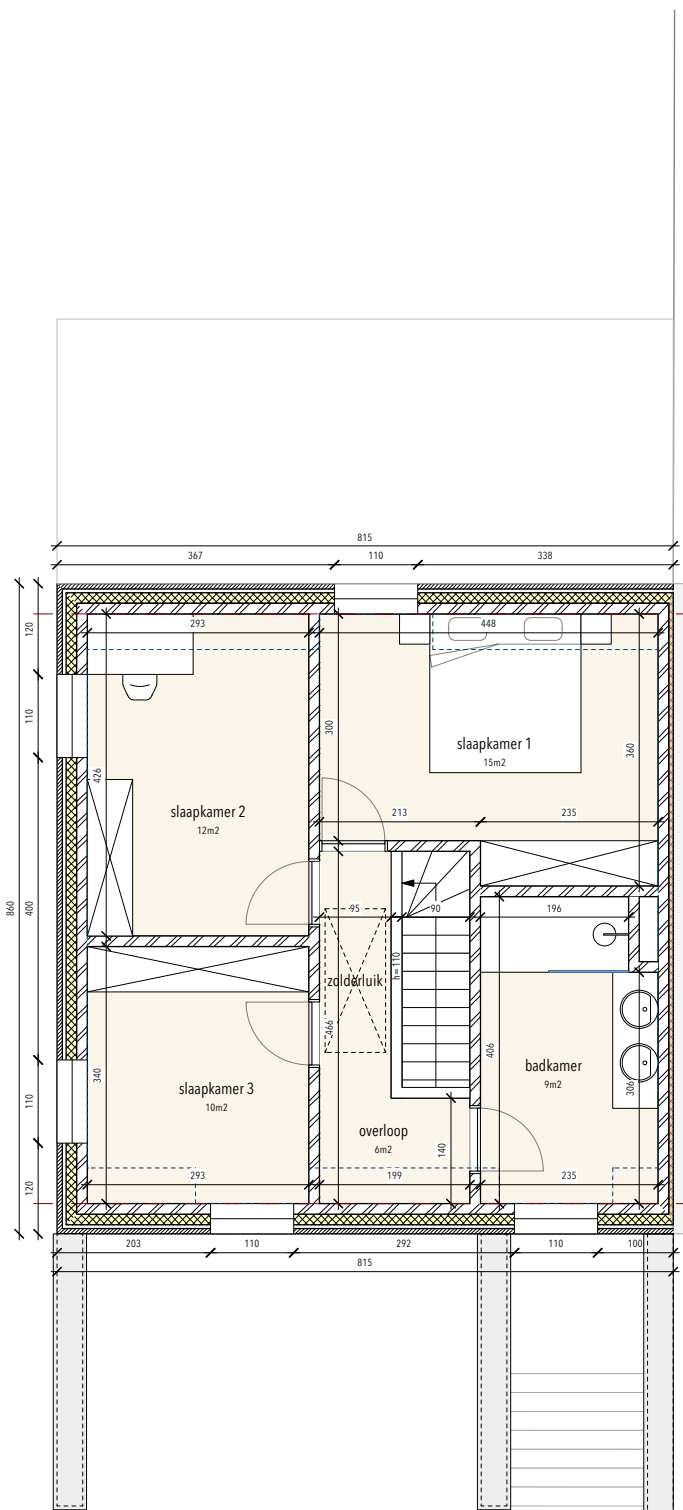 815
367 110 338
120
293
448
110
300
slaapkamer 1
15m2
360
426
slaapkamer 2
12m2
213 235
860
400
95 90 196
h= 110
zolderluik
466
406
340
badkamer
9m2
306
slaapkamer 3
10m2
110
overloop
6m2
140
120
293 199 235
203 110 292 110 100
815